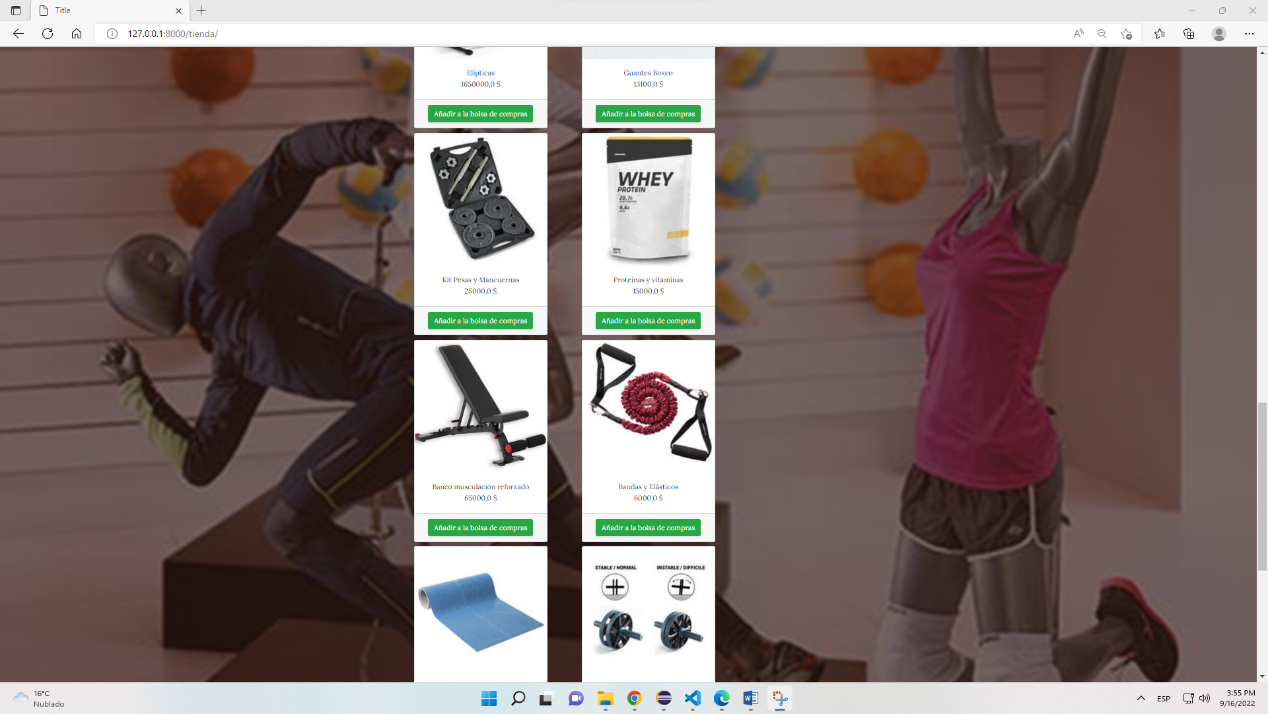 Title
127.0.0.1:8000/tienda/
Elipticas
1650000,0 $
Añadir a la bolsa de compras
Guantes Boxeo
13100,0 $
Añadir a la bolsa de compras
Kit Pesas y Mancuernas
25000,0 $
Añadir a la bolsa de compras
WHEY
PROTEIN
Proteinas y vitaminas
15000,0 $
Añadir a la bolsa de compras
Banco musculación reforzado
65000,0 $
Añadir a la bolsa de compras
Bandas y Elásticos
6000,0 $
Añadir a la bolsa de compras
STABLE / NORMAL
INSTABLE / DIFFICILE
16°C
Nublado
ESP
3:55 PM
9/16/2022